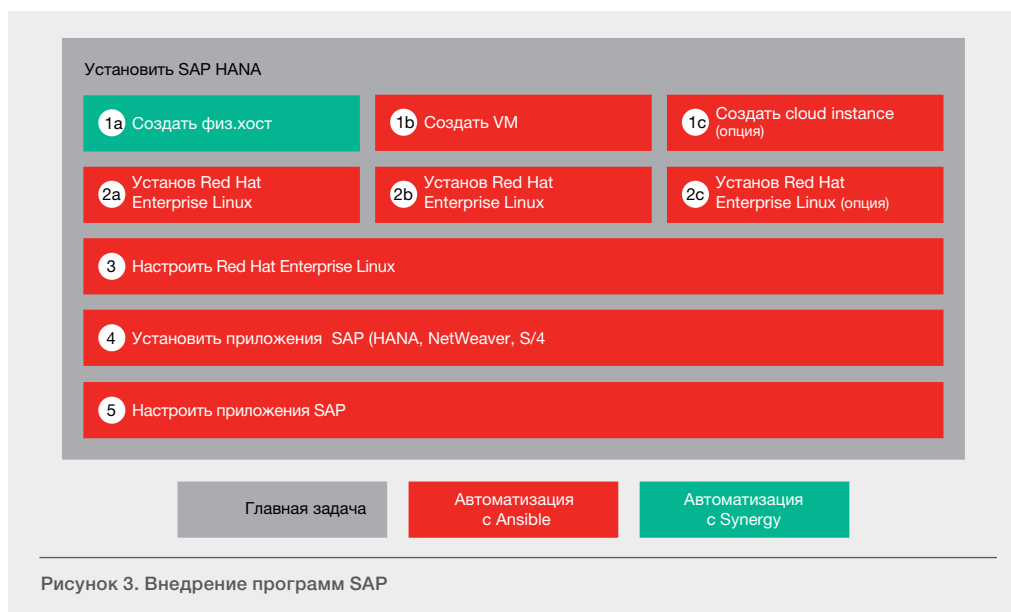 Установить SAP HANA
1a Создать физ.хост
1b Создать VM
1c Создать cloud instance
(опция)
2a Установ Red Hat
Enterprise Linux
2b Установ Red Hat
Enterprise Linux
2c Установ Red Hat
Enterprise Linux (опция)
3 Настроить Red Hat Enterprise Linux
4 Установить приложения SAP (HANA, NetWeaver, S/4
5 Настроить приложения SAP
Главная задача
Автоматизация
с Ansible
Автоматизация
с Synergy
Рисунок 3. Внедрение программ SAP